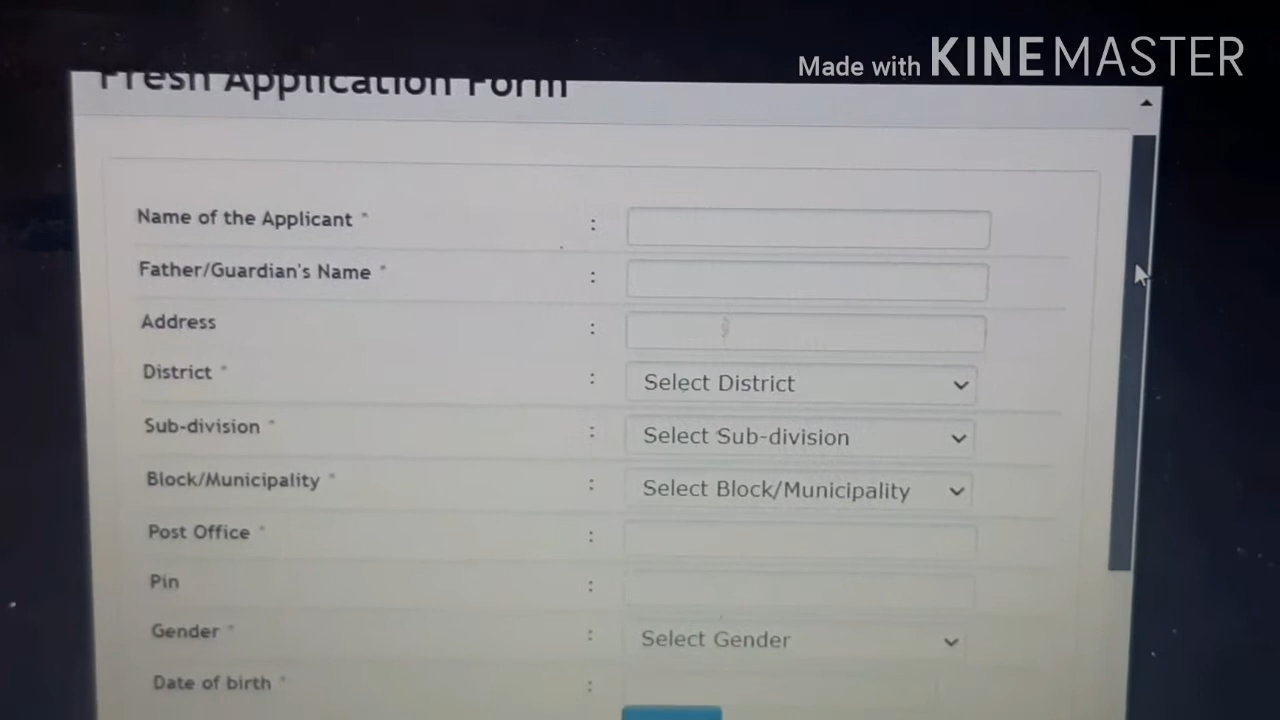 Made with KINEMASTER
Fresh Application Form
Name of the Applicant * :
Father/Guardian's Name * :
Address :
District * : Select District
Sub-division * : Select Sub-division
Block/Municipality * : Select Block/Municipality
Post Office * :
Pin :
Gender * : Select Gender
Date of birth * :